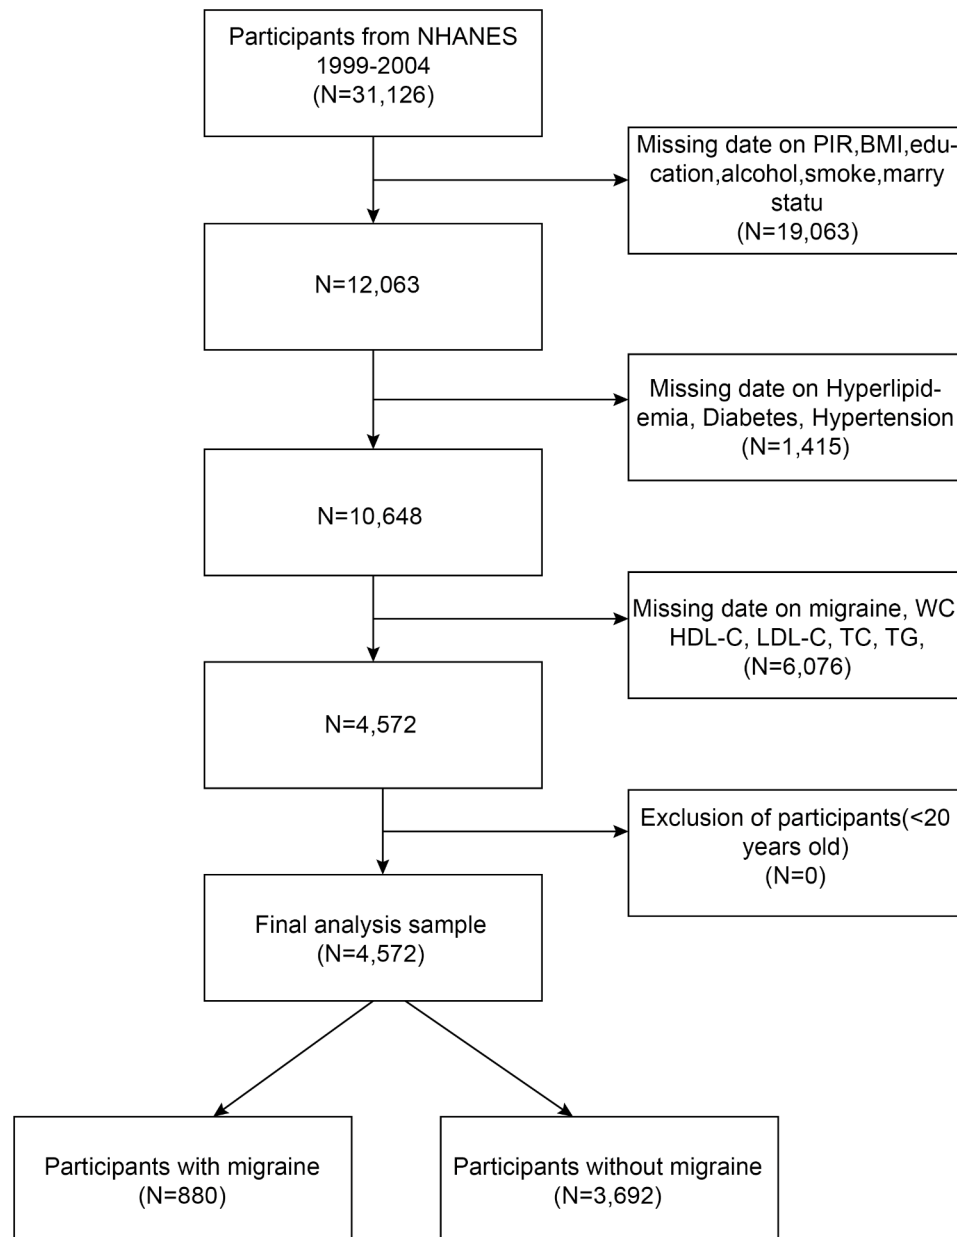 Participants from NHANES
1999-2004
(N=31,126)
Missing date on PIR,BMI,edu-
cation,alcohol,smoke,marry
statu
(N=19,063)
N=12,063
Missing date on Hyperlipid-
emia, Diabetes, Hypertension
(N=1,415)
N=10,648
Missing date on migraine, WC
HDL-C, LDL-C, TC, TG,
(N=6,076)
N=4,572
Exclusion of participants(<20
years old)
(N=0)
Final analysis sample
(N=4,572)
Participants with migraine
(N=880)
Participants without migraine
(N=3,692)